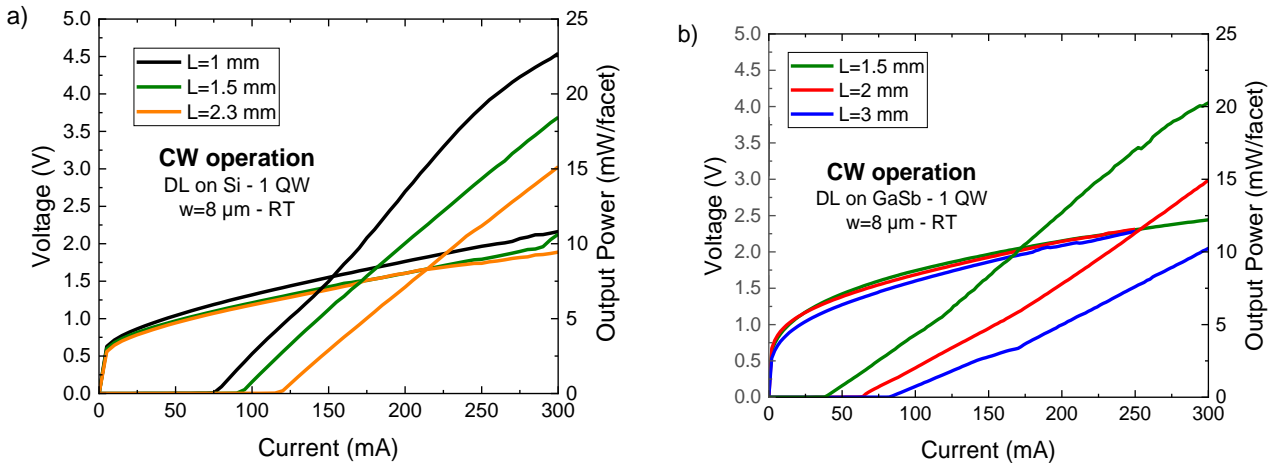 a)
5.0
4.5
4.0
3.5
3.0
2.5
2.0
1.5
1.0
0.5
0.0
Voltage (V)
L=1 mm
L=1.5 mm
L=2.3 mm
CW operation
DL on Si - 1 QW
w=8 µm - RT
25
20
15
10
5
0
Output Power (mW/facet)
0 50 100 150 200 250 300
Current (mA)
b)
5.0
4.5
4.0
3.5
3.0
2.5
2.0
1.5
1.0
0.5
0.0
Voltage (V)
L=1.5 mm
L=2 mm
L=3 mm
CW operation
DL on GaSb - 1 QW
w=8 µm - RT
25
20
15
10
5
0
Output Power (mW/facet)
0 50 100 150 200 250 300
Current (mA)